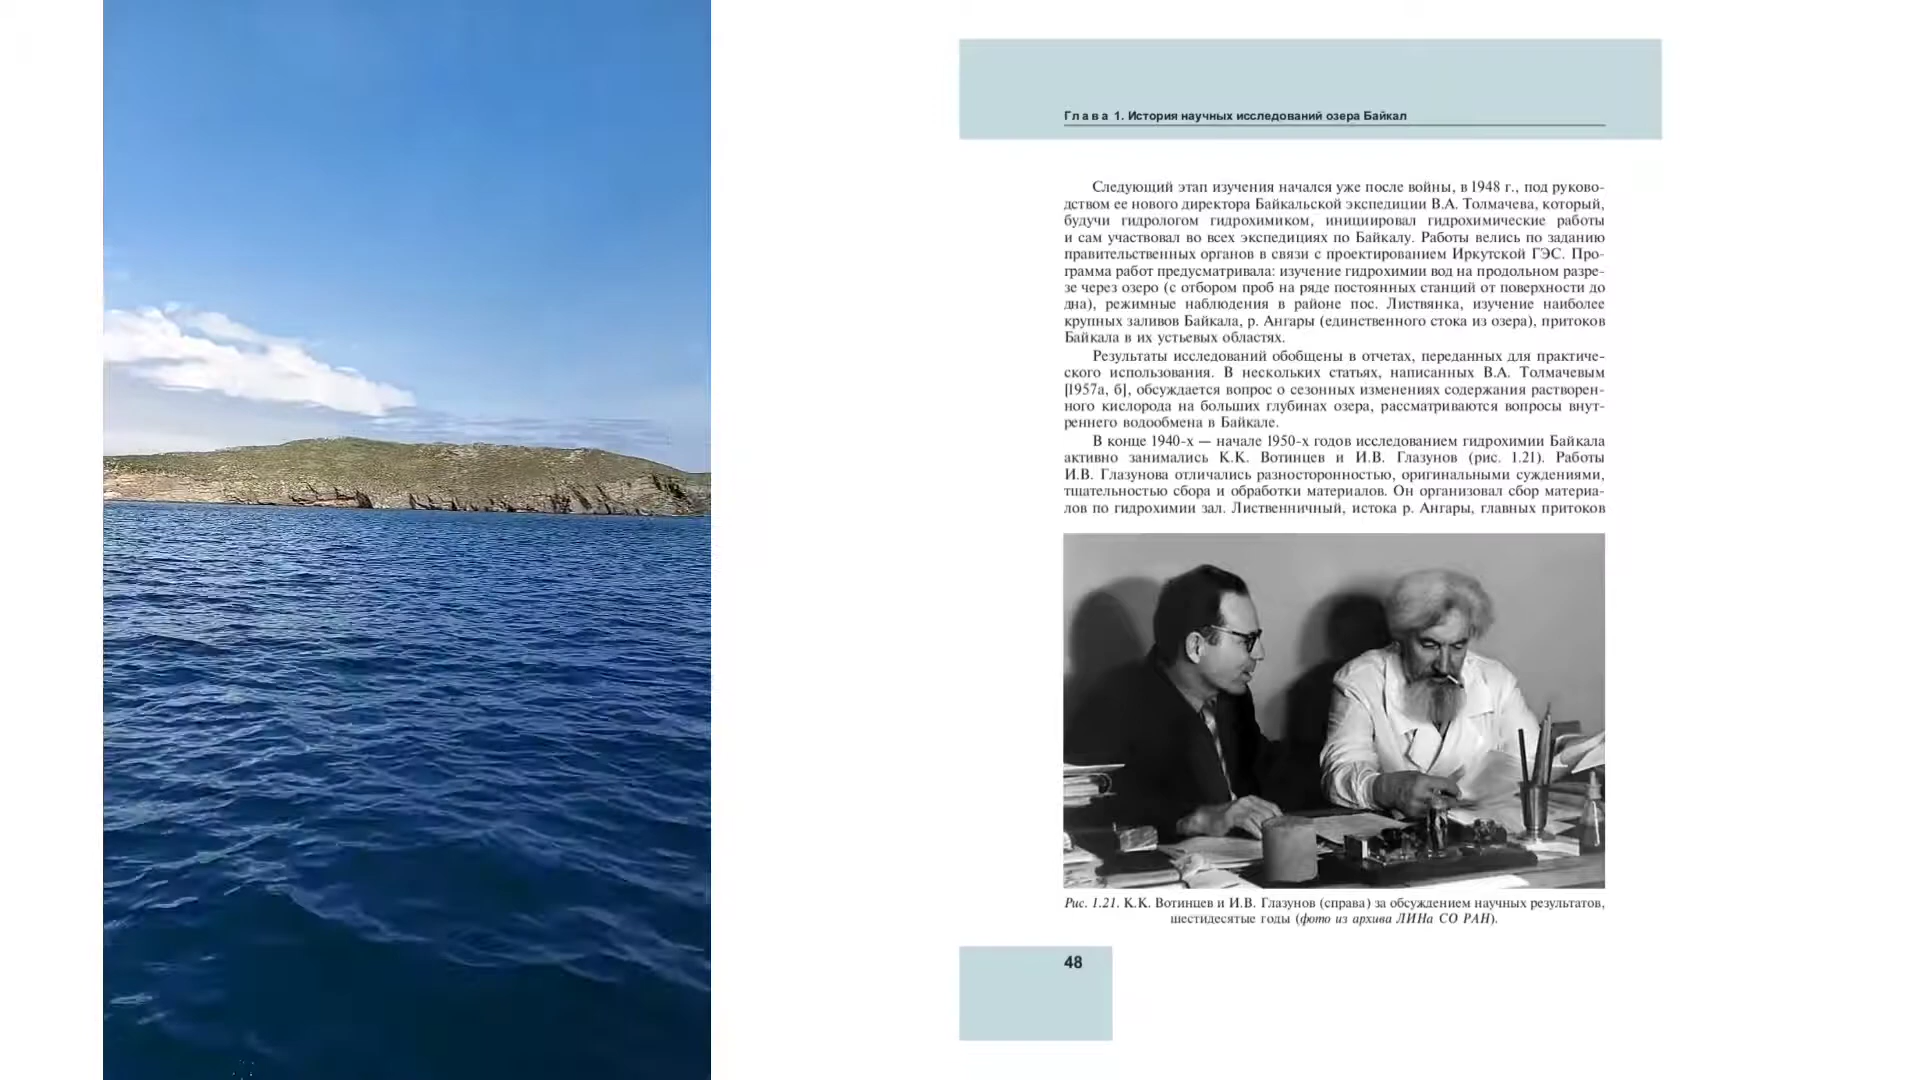 Глава 1. История научных исследований озера Байкал
Следующий этап изучения начался уже после войны, в 1948 г., под руково-
дством ее нового директора Байкальской экспедиции В.А. Толмачева, который,
будучи гидрологом гидрохимиком, инициировал гидрохимические работы
и сам участвовал во всех экспедициях по Байкалу. Работы велись по заданию
правительственных органов в связи с проектированием Иркутской ГЭС. Про-
грамма работ предусматривала: изучение гидрохимии вод на продольном разре-
зе через озеро (с отбором проб на ряде постоянных станций от поверхности до
дна), режимные наблюдения в районе пос. Листвянка, изучение наиболее
крупных заливов Байкала, р. Ангары (единственного стока из озера), притоков
Байкала в их устьевых областях.
Результаты исследований обобщены в отчетах, переданных для практиче-
ского использования. В нескольких статьях, написанных В.А. Толмачевым
[1957а, б], обсуждается вопрос о сезонных изменениях содержания растворен-
ного кислорода на больших глубинах озера, рассматриваются вопросы внут-
реннего водообмена в Байкале.
В конце 1940-х — начале 1950-х годов исследованием гидрохимии Байкала
активно занимались К.К. Вотинцев и И.В. Глазунов (рис. 1.21). Работы
И.В. Глазунова отличались разносторонностью, оригинальными суждениями,
тщательностью сбора и обработки материалов. Он организовал сбор материа-
лов по гидрохимии зал. Лиственничный, истока р. Ангары, главных притоков
Рис. 1.21. К.К. Вотинцев и И.В. Глазунов (справа) за обсуждением научных результатов,
шестидесятые годы (фото из архива ЛИНа СО РАН).
48